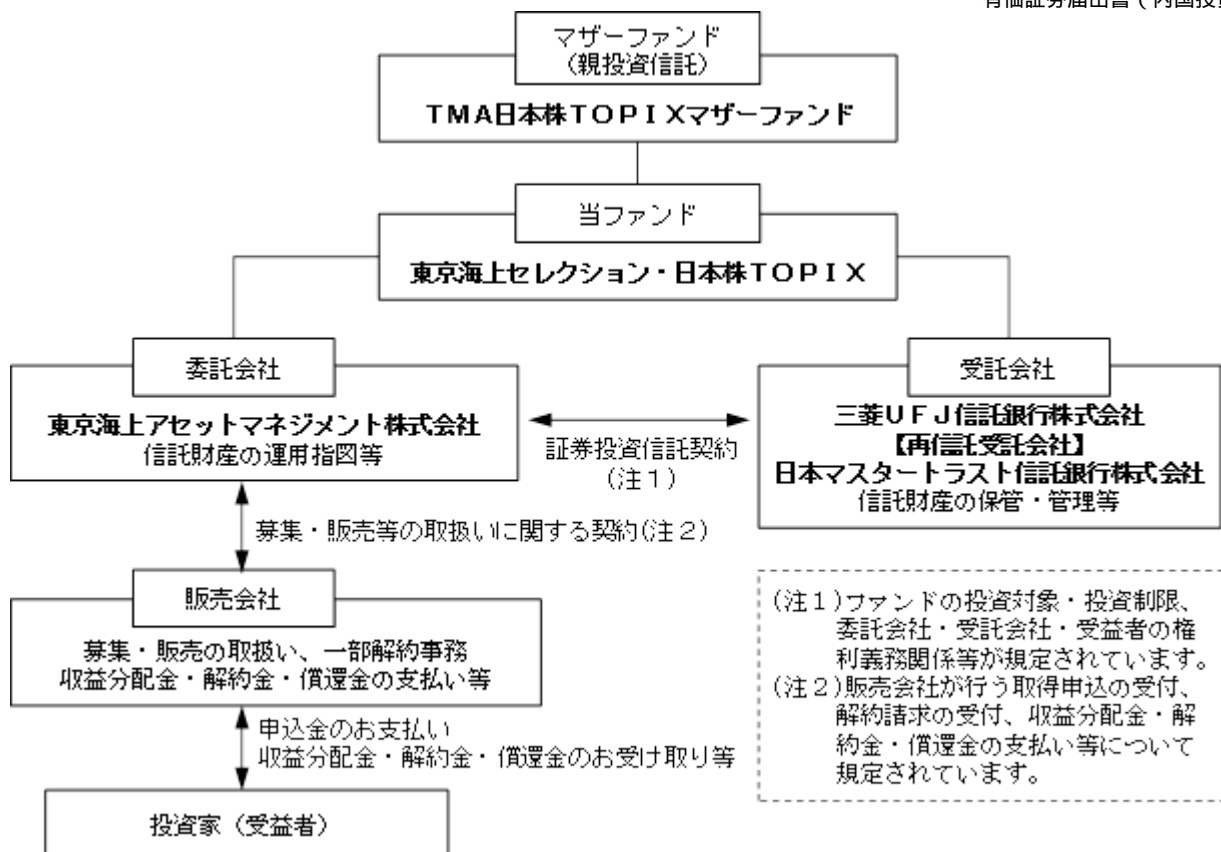 マザーファンド
(親投資信託)
TMA日本株TOPIXマザーファンド
当ファンド
東京海上セレクション・日本株TOPIX
委託会社
東京海上アセットマネジメント株式会社
信託財産の運用指図等
証券投資信託契約
(注1)
受託会社
三菱UFJ信託銀行株式会社
【再信託受託会社】
日本マスタートラスト信託銀行株式会社
信託財産の保管・管理等
募集・販売等の取扱いに関する契約(注2)
販売会社
募集・販売の取扱い、一部解約事務
収益分配金・解約金・償還金の支払い等
申込金のお支払い
収益分配金・解約金・償還金のお受け取り等
投資家(受益者)
(注1)ファンドの投資対象・投資制限、
委託会社・受託会社・受益者の権
利義務関係等が規定されています。
(注2)販売会社が行う取得申込の受付、
解約請求の受付、収益分配金・解
約金・償還金の支払い等について
規定されています。